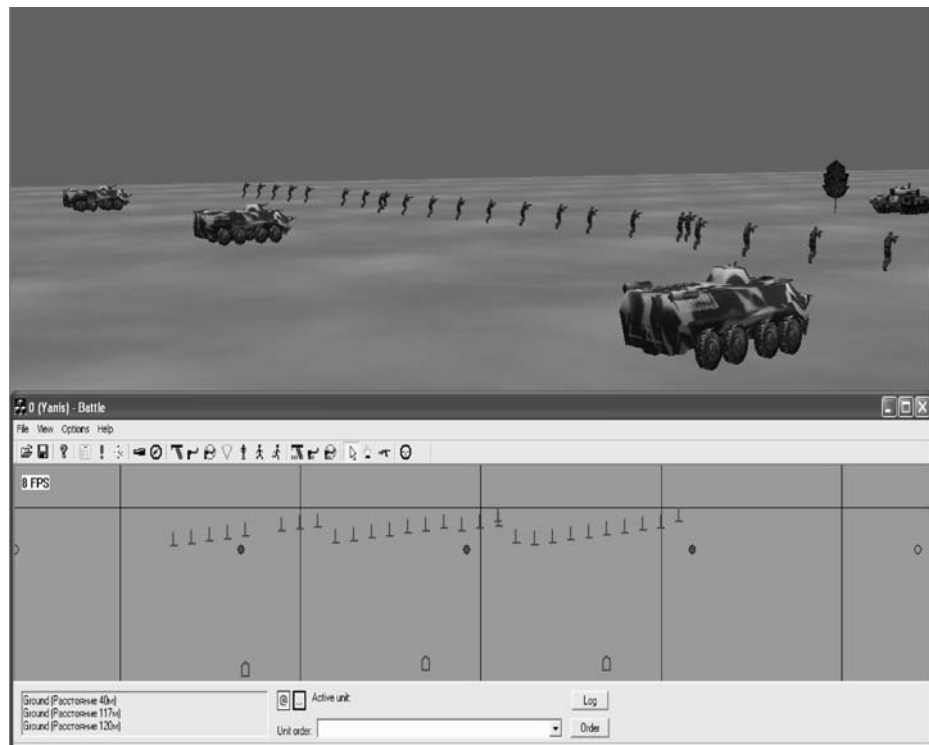 0 (Yanis) - Battle
File View Options Help
8 FPS
Ground (Расстояние 40м)
Ground (Расстояние 117м)
Ground (Расстояние 120м)
@ ... Active unit:
Log
Unit order:
Order